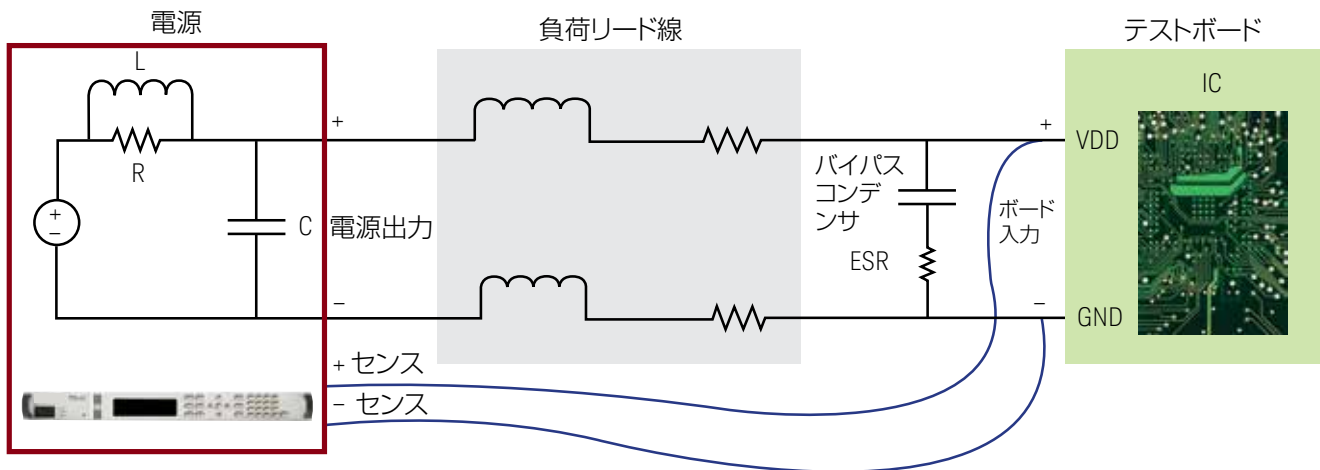 電源
負荷リード線
テストボード
L
R
+
−
C
電源出力
+
−
バイパス
コンデ
ンサ
ESR
ボード
入力
+
−
VDD
GND
IC
+ センス
− センス